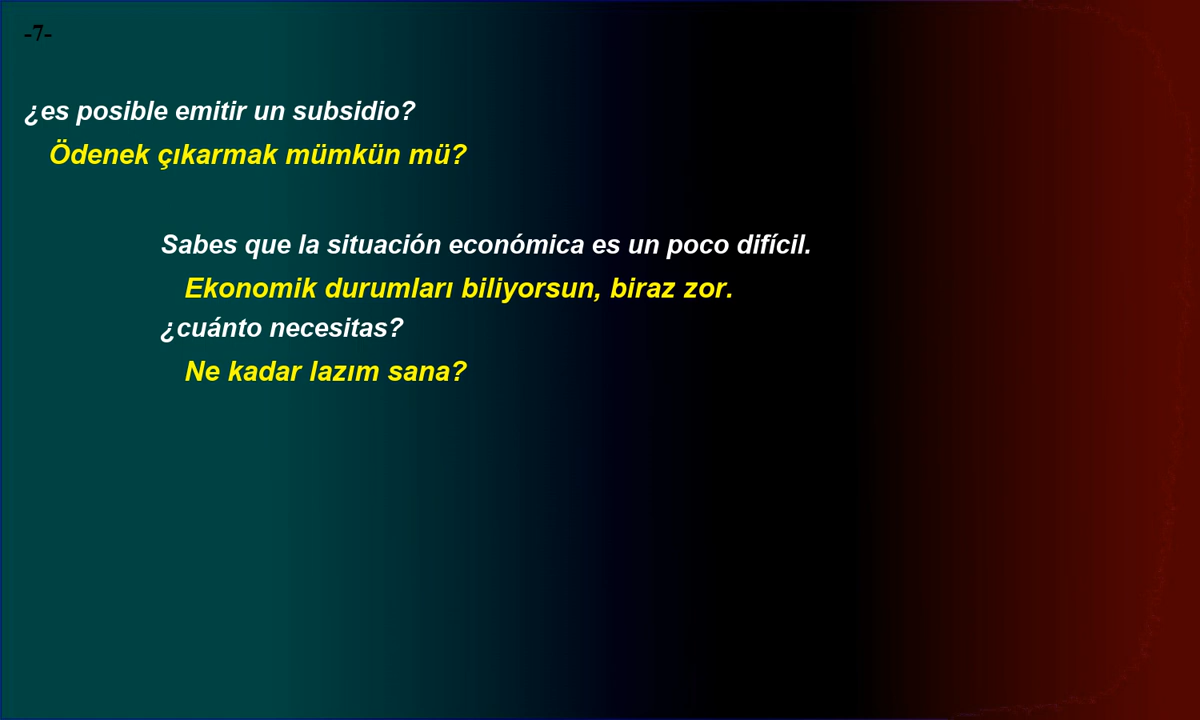 -7-
¿es posible emitir un subsidio?
Ödenek çıkarmak mümkün mü?
Sabes que la situación económica es un poco difícil.
Ekonomik durumları biliyorsun, biraz zor.
¿cuánto necesitas?
Ne kadar lazım sana?